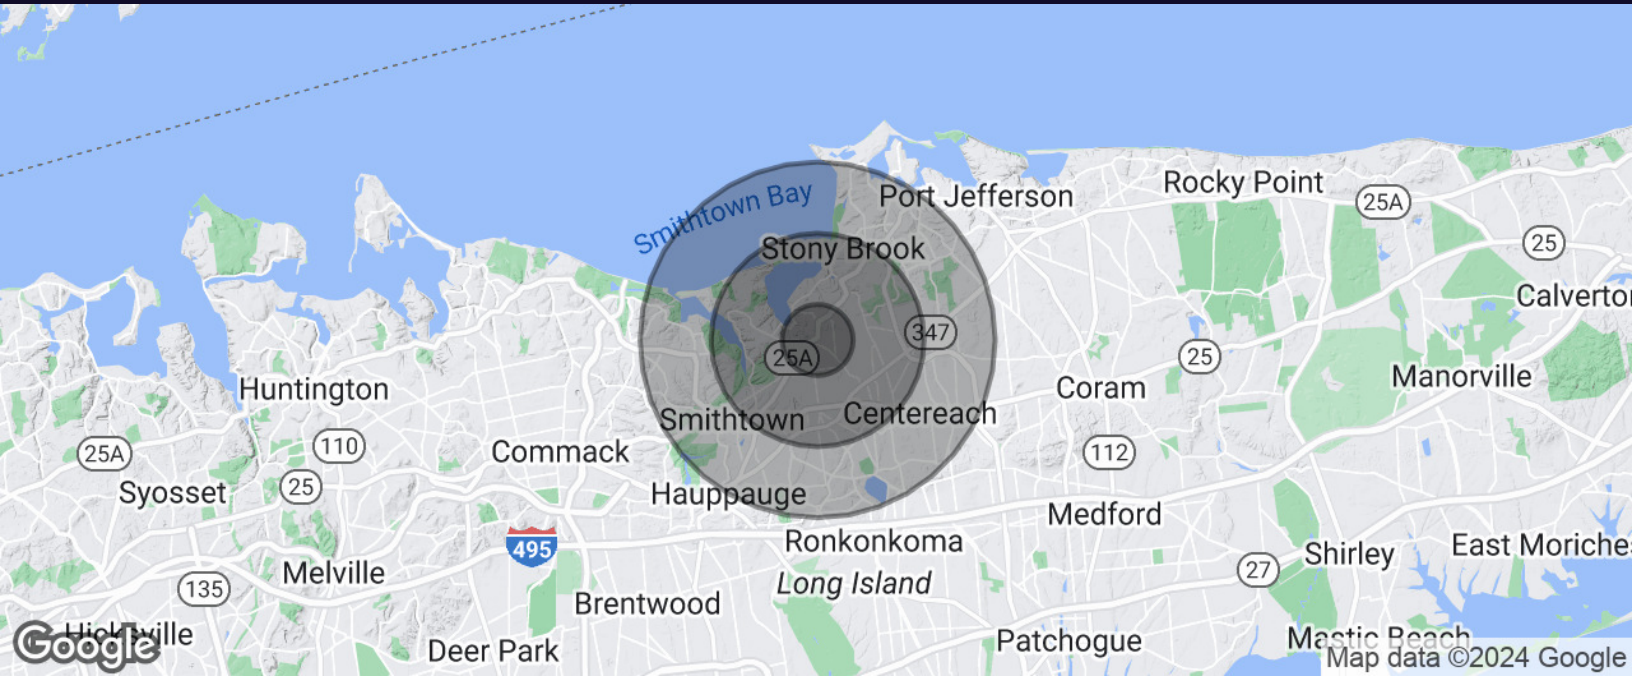 Smithtown Bay
Port Jefferson
Rocky Point
25A
Stony Brook
25
Calverto
347
25A
25
Huntington
Coram
Manorville
Smithtown
Centereach
110
25A
Commack
112
25
Syosset
Hauppauge
Medford
495
Ronkonkoma
Shirley
East Moriche
27
Melville
Long Island
135
Brentwood
Hicksville
Google
Deer Park
Patchogue
Mastic Beach
Map data ©2024 Google